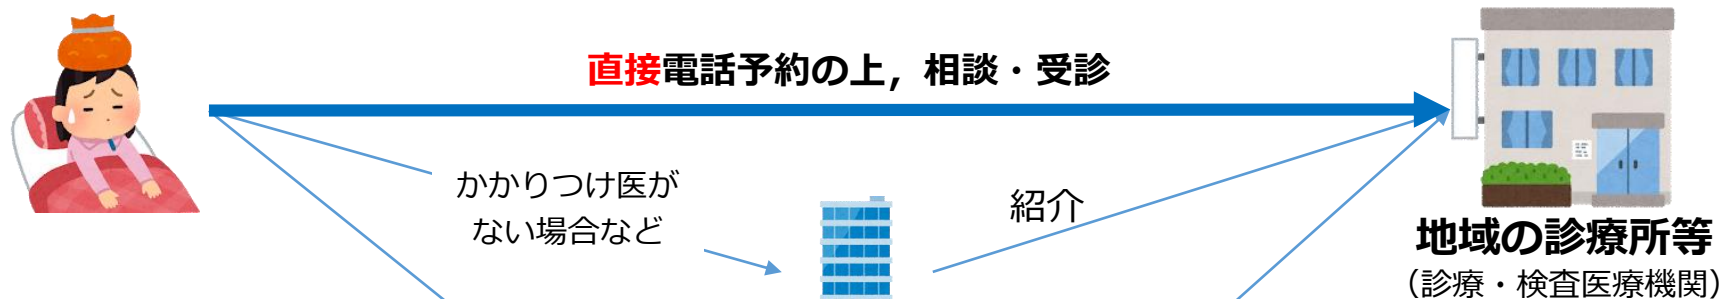 直接電話予約の上，相談・受診
かかりつけ医が
ない場合など
紹介
地域の診療所等
（診療・検査医療機関）